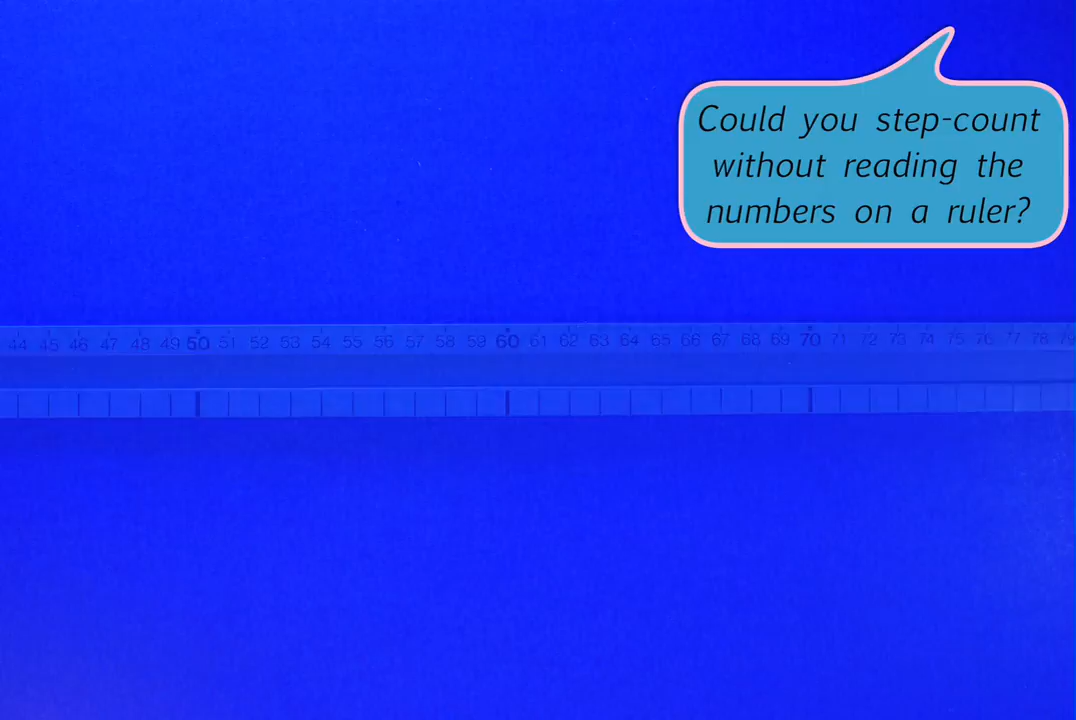 Could you step-count
without reading the
numbers on a ruler?
44 45 46 47 48 49 50 51 52 53 54 55 56 57 58 59 60 61 62 63 64 65 66 67 68 69 70 71 72 73 74 75 76 77 78 79